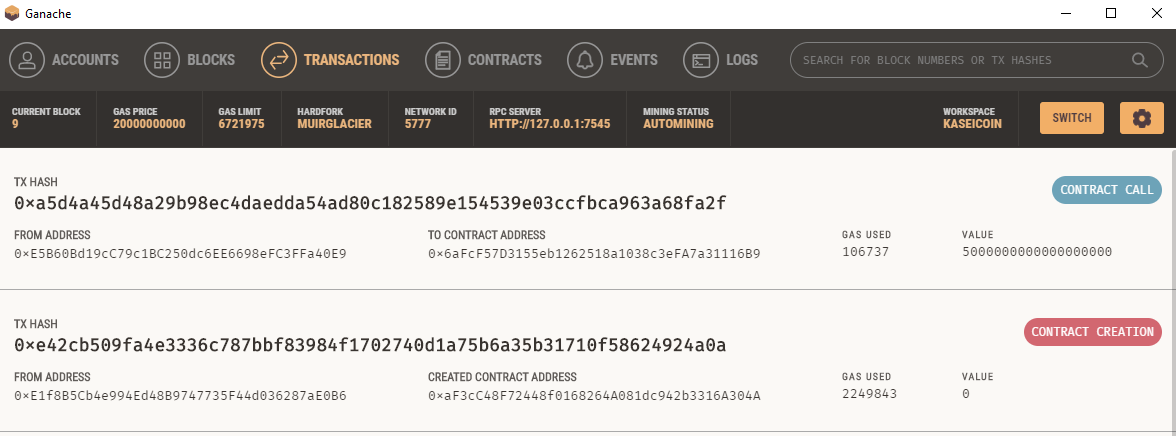 Ganache
ACCOUNTS BLOCKS TRANSACTIONS CONTRACTS EVENTS LOGS SEARCH FOR BLOCK NUMBERS OR TX HASHES
CURRENT BLOCK GAS PRICE GAS LIMIT HARDFORK NETWORK ID RPC SERVER MINING STATUS WORKSPACE
9 20000000000 6721975 MUIRGLACIER 5777 HTTP://127.0.0.1:7545 AUTOMINING KASEICOIN SWITCH
TX HASH
0×a5d4a45d48a29b98ec4daedda54ad80c182589e154539e03ccfbca963a68fa2f CONTRACT CALL
FROM ADDRESS TO CONTRACT ADDRESS GAS USED VALUE
0×E5B60Bd19cC79c1BC250dc6EE6698eFC3FFa40E9 0×6aFcF57D3155eb1262518a1038c3eFA7a31116B9 106737 5000000000000000000
TX HASH
0×e42cb509fa4e3336c787bbf83984f1702740d1a75b6a35b31710f58624924a0a CONTRACT CREATION
FROM ADDRESS CREATED CONTRACT ADDRESS GAS USED VALUE
0×E1f8B5Cb4e994Ed48B9747735F44d036287aE0B6 0×aF3cC48F72448f0168264A081dc942b3316A304A 2249843 0